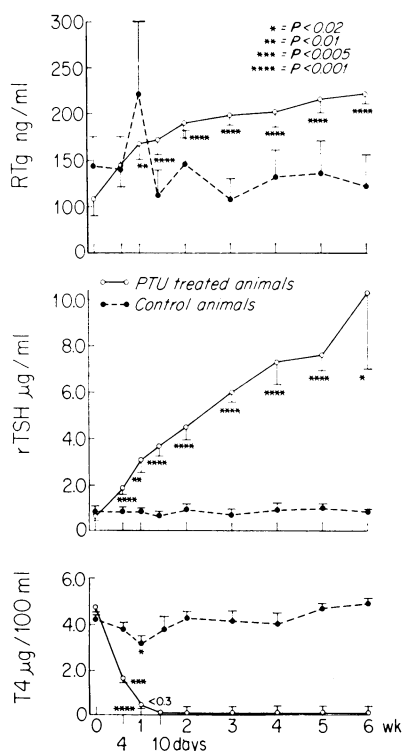 300
250
200
150
100
0
RTg ng/ml
* = P<0.02
** = P<0.01
*** = P<0.005
**** = P<0.001
** **** **** **** **** **** ****
10.0
8.0
6.0
4.0
2.0
0
rTSH µg/ml
PTU treated animals
Control animals
**** ** **** **** **** **** **** *
6.0
4.0
2.0
0.0
T4 µg/100 ml
*
***
****
<0.3
0 1 2 3 4 5 6 wk
4 10 days